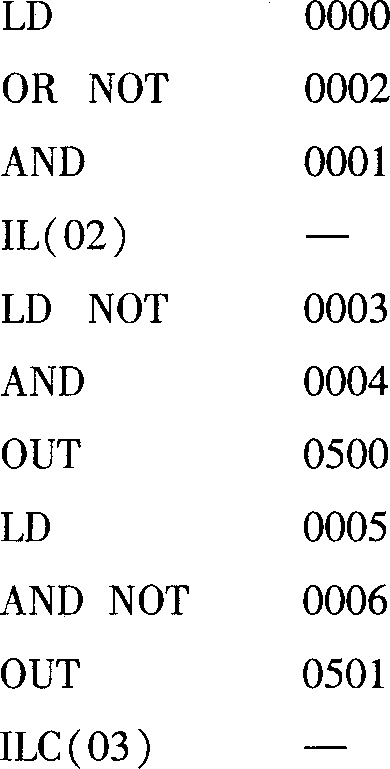 LD 0000
OR NOT 0002
AND 0001
IL(02) —
LD NOT 0003
AND 0004
OUT 0500
LD 0005
AND NOT 0006
OUT 0501
ILC(03) —